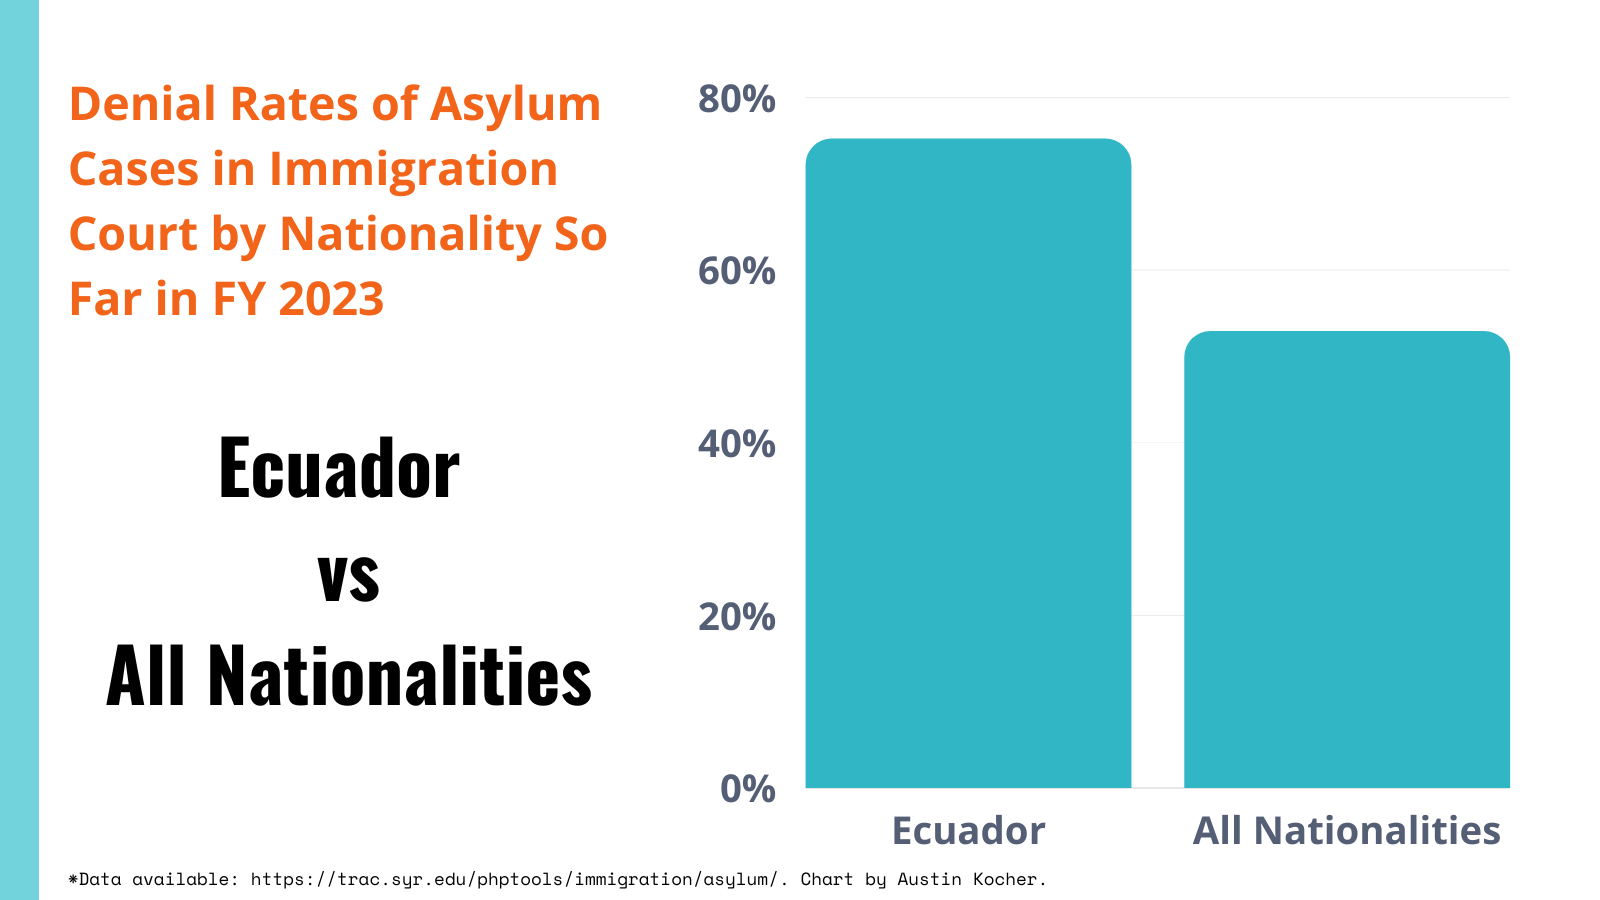 Denial Rates of Asylum
Cases in Immigration
Court by Nationality So
Far in FY 2023
Ecuador
vs
All Nationalities
80%
60%
40%
20%
0%
Ecuador
All Nationalities
*Data available: https://trac.syr.edu/phptools/immigration/asylum/. Chart by Austin Kocher.